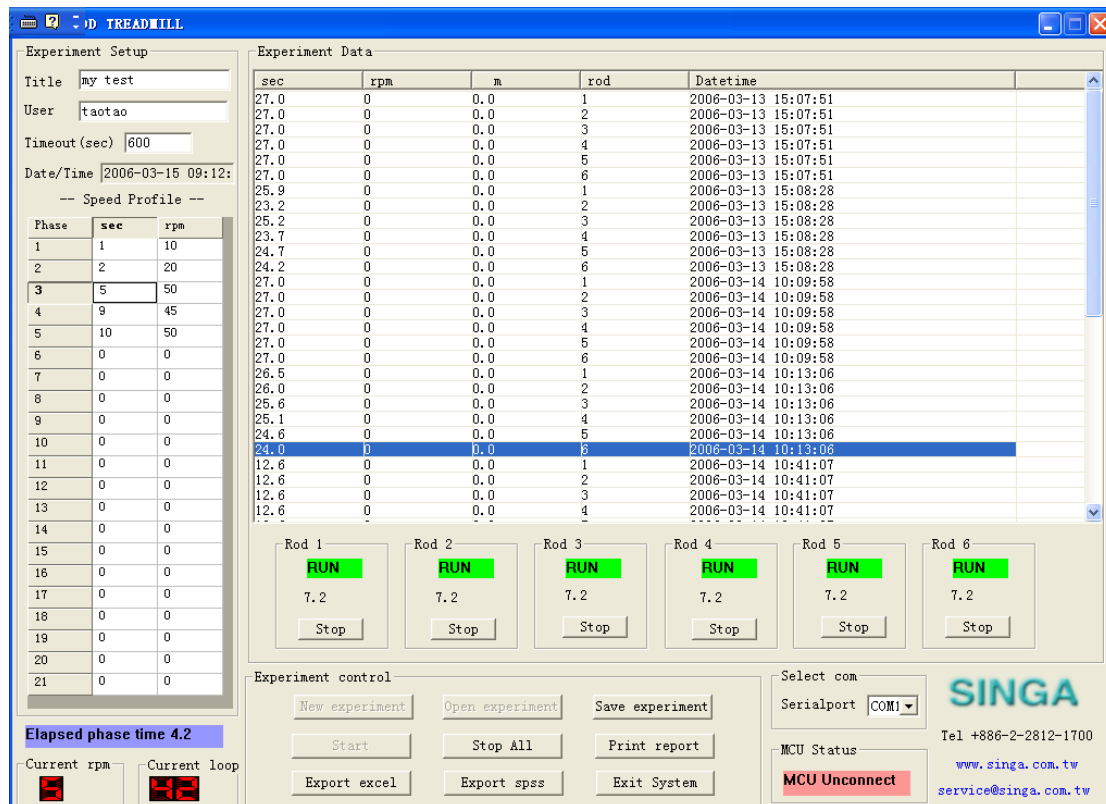 OD TREADMILL
Experiment Setup
Title my test
User taotao
Timeout(sec) 600
Date/Time 2006-03-15 09:12:
-- Speed Profile --
Phase sec rpm
1 1 10
2 2 20
3 5 50
4 9 45
5 10 50
6 0 0
7 0 0
8 0 0
9 0 0
10 0 0
11 0 0
12 0 0
13 0 0
14 0 0
15 0 0
16 0 0
17 0 0
18 0 0
19 0 0
20 0 0
21 0 0
Elapsed phase time 4.2
Current rpm Current loop
5 42
Experiment Data
sec rpm m rod Datetime
27.0 0 0.0 1 2006-03-13 15:07:51
27.0 0 0.0 2 2006-03-13 15:07:51
27.0 0 0.0 3 2006-03-13 15:07:51
27.0 0 0.0 4 2006-03-13 15:07:51
27.0 0 0.0 5 2006-03-13 15:07:51
27.0 0 0.0 6 2006-03-13 15:07:51
25.9 0 0.0 1 2006-03-13 15:08:28
23.2 0 0.0 2 2006-03-13 15:08:28
25.2 0 0.0 3 2006-03-13 15:08:28
23.7 0 0.0 4 2006-03-13 15:08:28
24.7 0 0.0 5 2006-03-13 15:08:28
24.2 0 0.0 6 2006-03-13 15:08:28
27.0 0 0.0 1 2006-03-14 10:09:58
27.0 0 0.0 2 2006-03-14 10:09:58
27.0 0 0.0 3 2006-03-14 10:09:58
27.0 0 0.0 4 2006-03-14 10:09:58
27.0 0 0.0 5 2006-03-14 10:09:58
27.0 0 0.0 6 2006-03-14 10:09:58
26.5 0 0.0 1 2006-03-14 10:13:06
26.0 0 0.0 2 2006-03-14 10:13:06
25.6 0 0.0 3 2006-03-14 10:13:06
25.1 0 0.0 4 2006-03-14 10:13:06
24.6 0 0.0 5 2006-03-14 10:13:06
24.0 0 0.0 6 2006-03-14 10:13:06
12.6 0 0.0 1 2006-03-14 10:41:07
12.6 0 0.0 2 2006-03-14 10:41:07
12.6 0 0.0 3 2006-03-14 10:41:07
12.6 0 0.0 4 2006-03-14 10:41:07
Rod 1 Rod 2 Rod 3 Rod 4 Rod 5 Rod 6
RUN RUN RUN RUN RUN RUN
7.2 7.2 7.2 7.2 7.2 7.2
Stop Stop Stop Stop Stop Stop
Experiment control
New experiment Open experiment Save experiment
Start Stop All Print report
Export excel Export spss Exit System
Select com
Serialport COM1
MCU Status
MCU Unconnect
SINGA
Tel +886-2-2812-1700
www.singa.com.tw
service@singa.com.tw